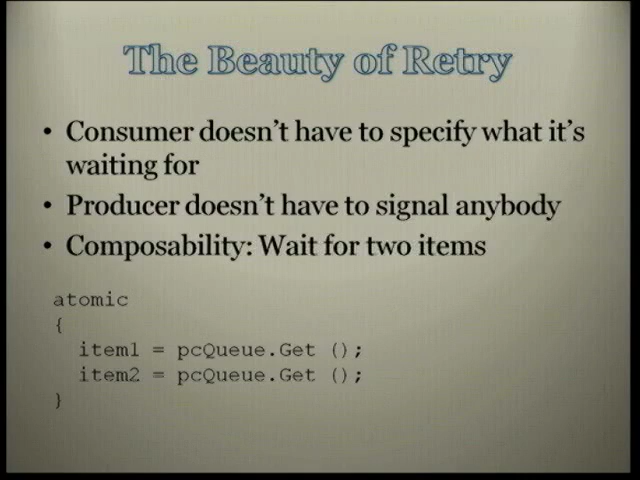 The Beauty of Retry
• Consumer doesn't have to specify what it's
waiting for
• Producer doesn't have to signal anybody
• Composability: Wait for two items
atomic
{
item1 = pcQueue.Get ();
item2 = pcQueue.Get ();
}